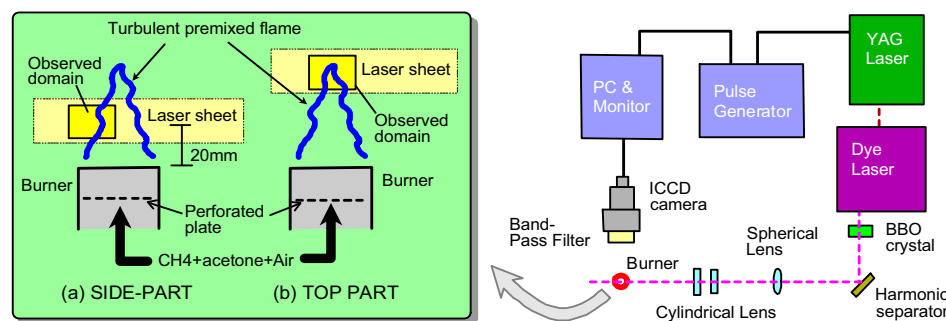 Turbulent premixed flame
Observed
domain
Laser sheet
20mm
Burner
Perforated
plate
CH4+acetone+Air
(a) SIDE-PART
Laser sheet
Observed
domain
Burner
(b) TOP PART
PC &
Monitor
Pulse
Generator
YAG
Laser
Dye
Laser
ICCD
camera
Band-
Pass Filter
Burner
Cylindrical Lens
Spherical
Lens
BBO
crystal
Harmonic
separator